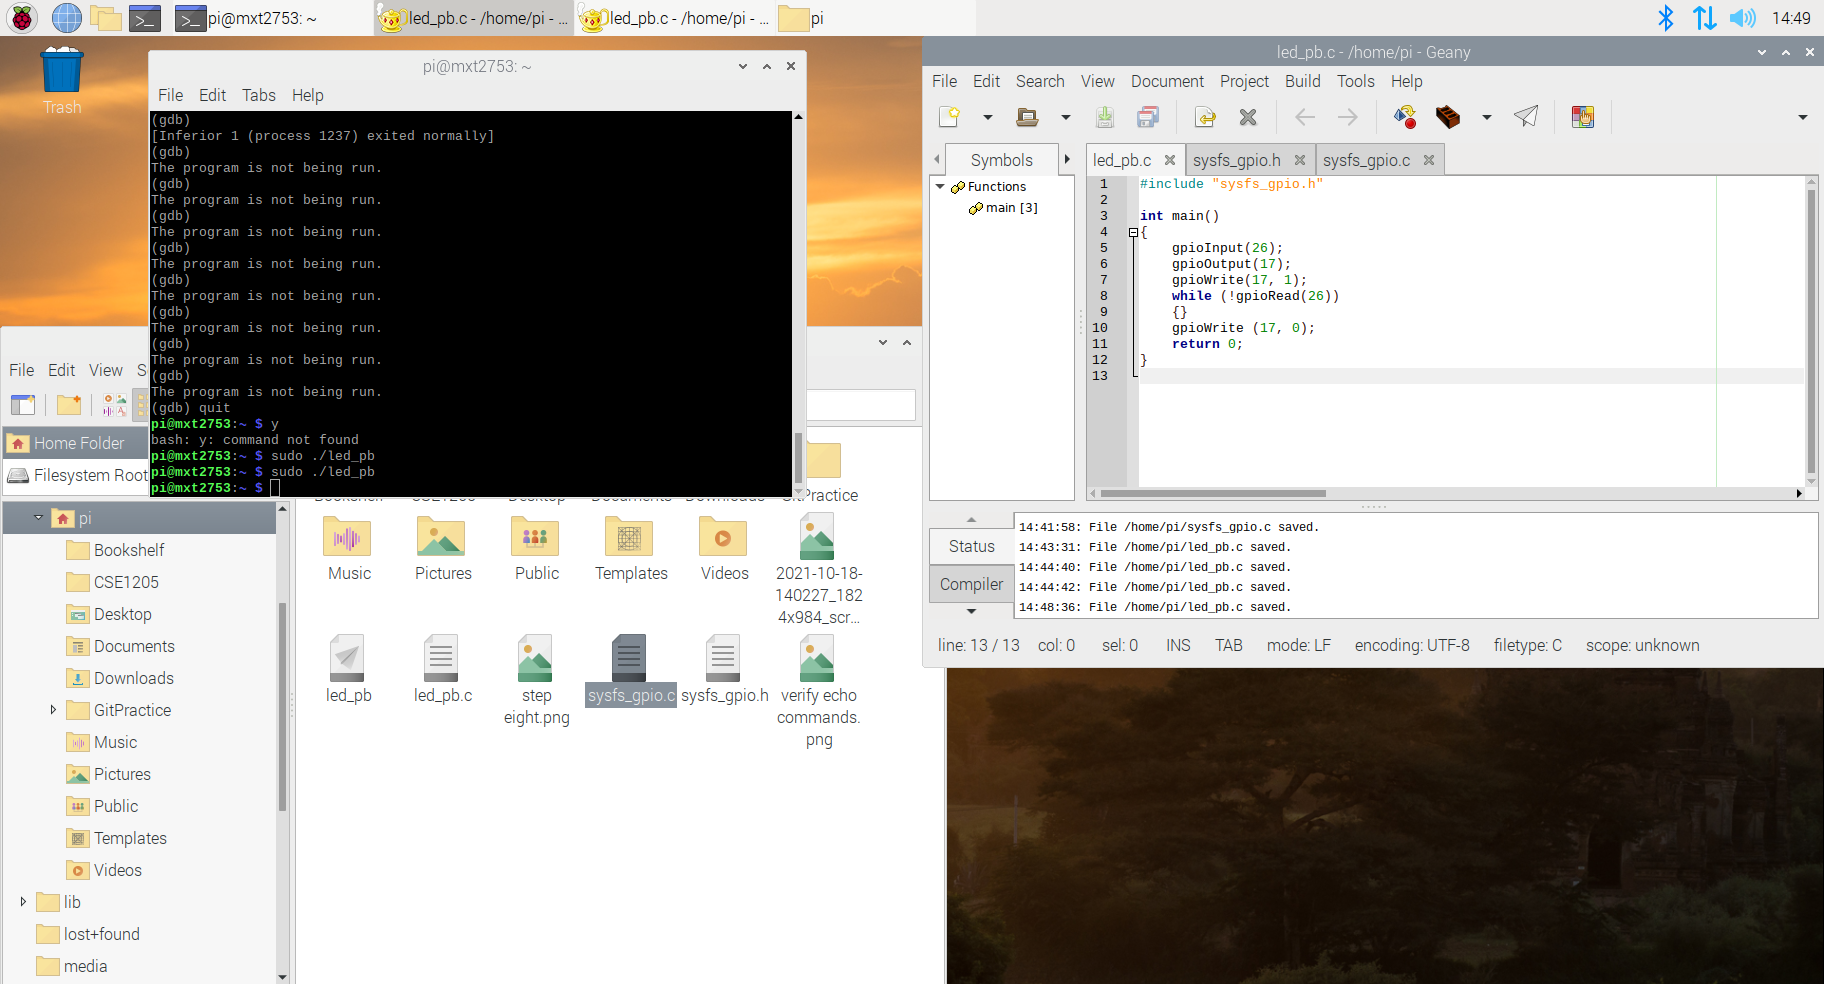 pi@mxt2753: ~
led_pb.c - /home/pi - ...
led_pb.c - /home/pi - ...
pi
14:49
Trash
pi@mxt2753: ~
File Edit Tabs Help
(gdb)
[Inferior 1 (process 1237) exited normally]
(gdb)
The program is not being run.
(gdb)
The program is not being run.
(gdb)
The program is not being run.
(gdb)
The program is not being run.
(gdb)
The program is not being run.
(gdb)
The program is not being run.
(gdb)
The program is not being run.
(gdb)
The program is not being run.
(gdb) quit
pi@mxt2753:~ $ y
bash: y: command not found
pi@mxt2753:~ $ sudo ./led_pb
pi@mxt2753:~ $ sudo ./led_pb
pi@mxt2753:~ $
led_pb.c - /home/pi - Geany
File Edit Search View Document Project Build Tools Help
Symbols
Functions
main [3]
led_pb.c
sysfs_gpio.h
sysfs_gpio.c
1 #include "sysfs_gpio.h"
2
3 int main()
4 {
5 gpioInput(26);
6 gpioOutput(17);
7 gpioWrite(17, 1);
8 while (!gpioRead(26))
9 {}
10 gpioWrite (17, 0);
11 return 0;
12 }
13
Status
Compiler
14:41:58: File /home/pi/sysfs_gpio.c saved.
14:43:31: File /home/pi/led_pb.c saved.
14:44:40: File /home/pi/led_pb.c saved.
14:44:42: File /home/pi/led_pb.c saved.
14:48:36: File /home/pi/led_pb.c saved.
line: 13 / 13 col: 0 sel: 0 INS TAB mode: LF encoding: UTF-8 filetype: C scope: unknown
File Edit View S
Home Folder
Filesystem Root
pi
Bookshelf
CSE1205
Desktop
Documents
Downloads
GitPractice
Music
Pictures
Public
Templates
Videos
lib
lost+found
media
Bookshelf CSE1205 Desktop Documents Downloads GitPractice
Music
Pictures
Public
Templates
Videos
2021-10-18-
140227_182
4x984_scr...
led_pb
led_pb.c
step
eight.png
sysfs_gpio.c
sysfs_gpio.h
verify echo
commands.
png